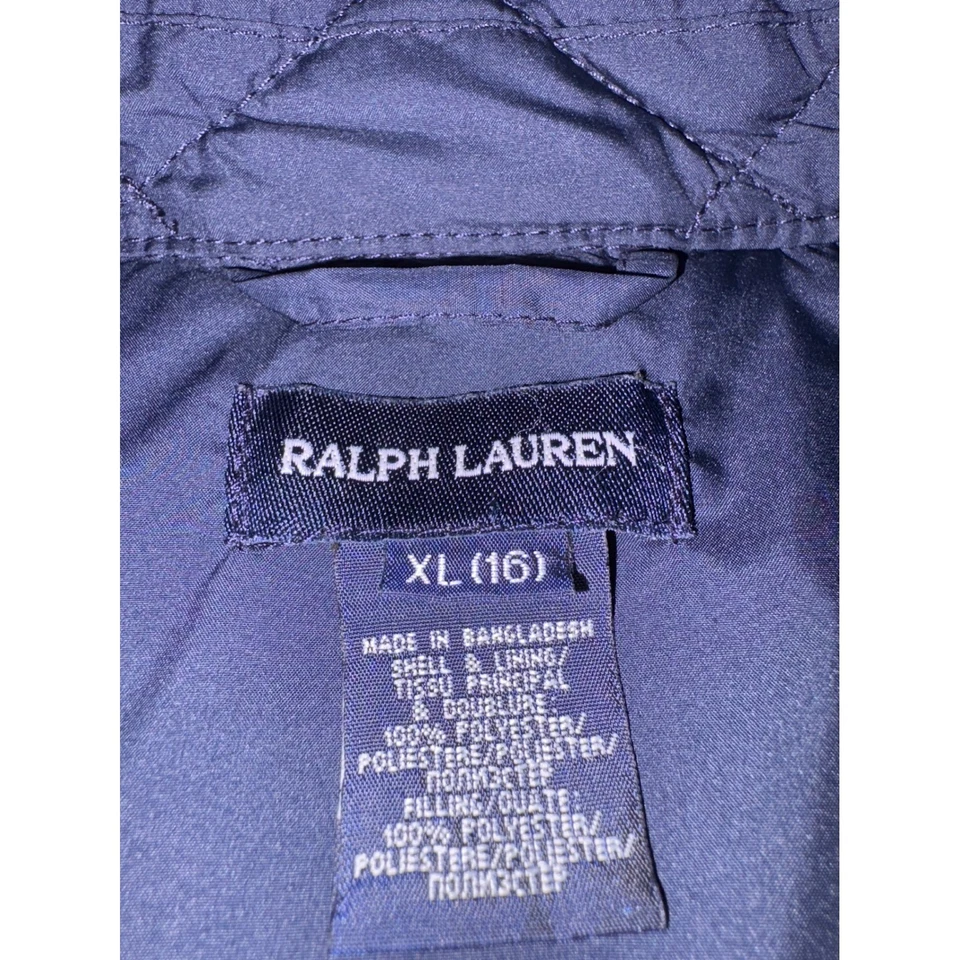 RALPH LAUREN
XL (16)
MADE IN BANGLADESH
SHELL & LINING/
TISSU PRINCIPAL
& DOUBLURE:
100% POLYESTER/
POLIESTERE/POLIESTER/
ПОЛИЭСТЕР
FILLING/OUATE:
100% POLYESTER/
POLIESTERE/POLIESTER/
ПОЛИЭСТЕР